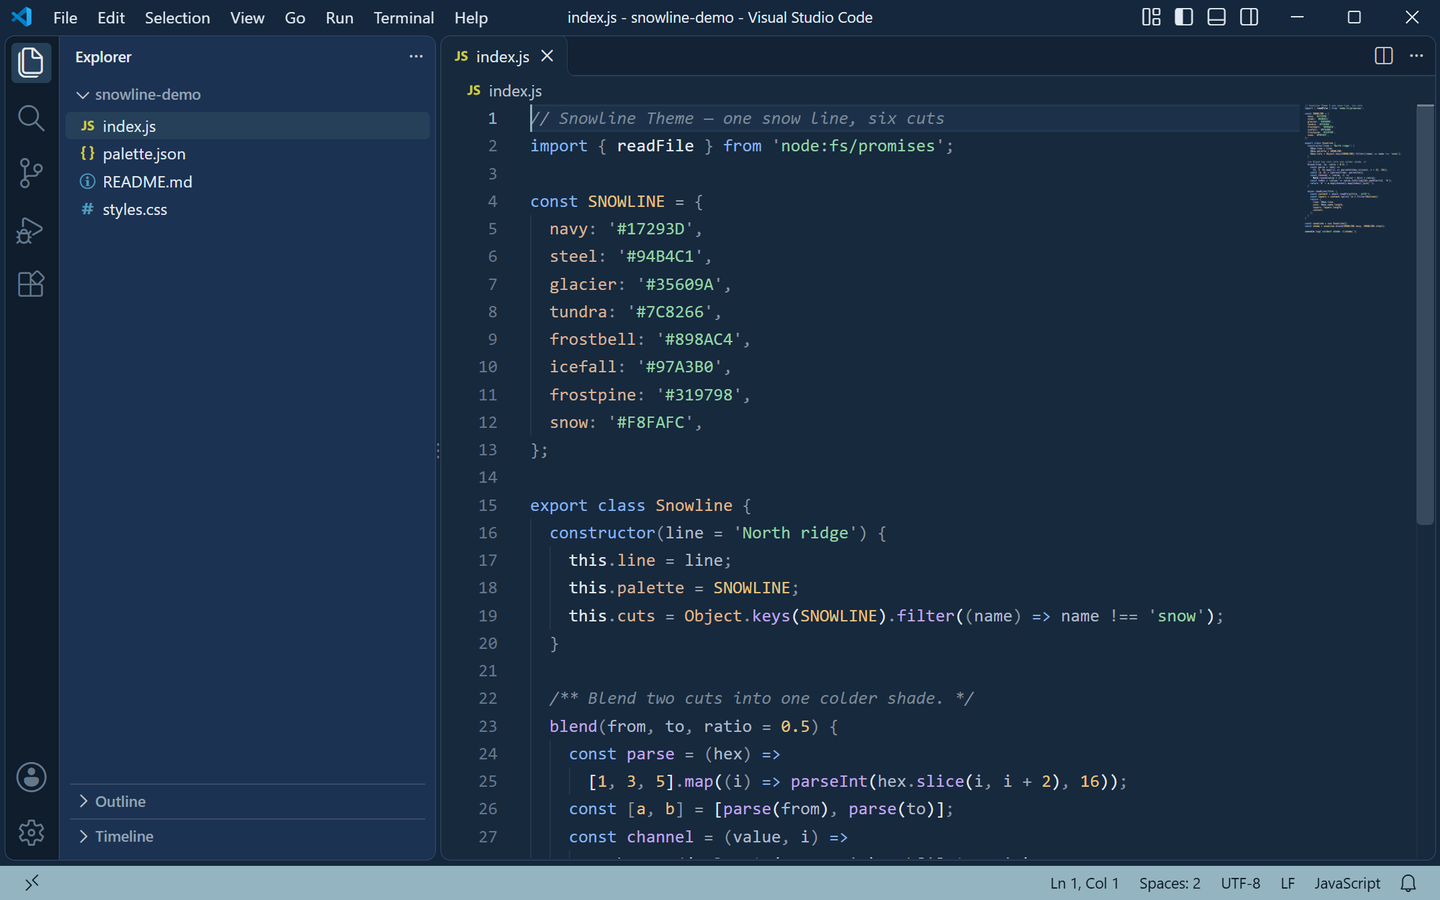 File Edit Selection View Go Run Terminal Help
index.js - snowline-demo - Visual Studio Code
Explorer
snowline-demo
JS index.js
{} palette.json
README.md
# styles.css
Outline
Timeline
JS index.js
JS index.js
1 // Snowline Theme — one snow line, six cuts
2 import { readFile } from 'node:fs/promises';
3
4 const SNOWLINE = {
5 navy: '#17293D',
6 steel: '#94B4C1',
7 glacier: '#35609A',
8 tundra: '#7C8266',
9 frostbell: '#898AC4',
10 icefall: '#97A3B0',
11 frostpine: '#319798',
12 snow: '#F8FAFC',
13 };
14
15 export class Snowline {
16 constructor(line = 'North ridge') {
17 this.line = line;
18 this.palette = SNOWLINE;
19 this.cuts = Object.keys(SNOWLINE).filter((name) => name !== 'snow');
20 }
21
22 /** Blend two cuts into one colder shade. */
23 blend(from, to, ratio = 0.5) {
24 const parse = (hex) =>
25 [1, 3, 5].map((i) => parseInt(hex.slice(i, i + 2), 16));
26 const [a, b] = [parse(from), parse(to)];
27 const channel = (value, i) =>
Ln 1, Col 1 Spaces: 2 UTF-8 LF JavaScript